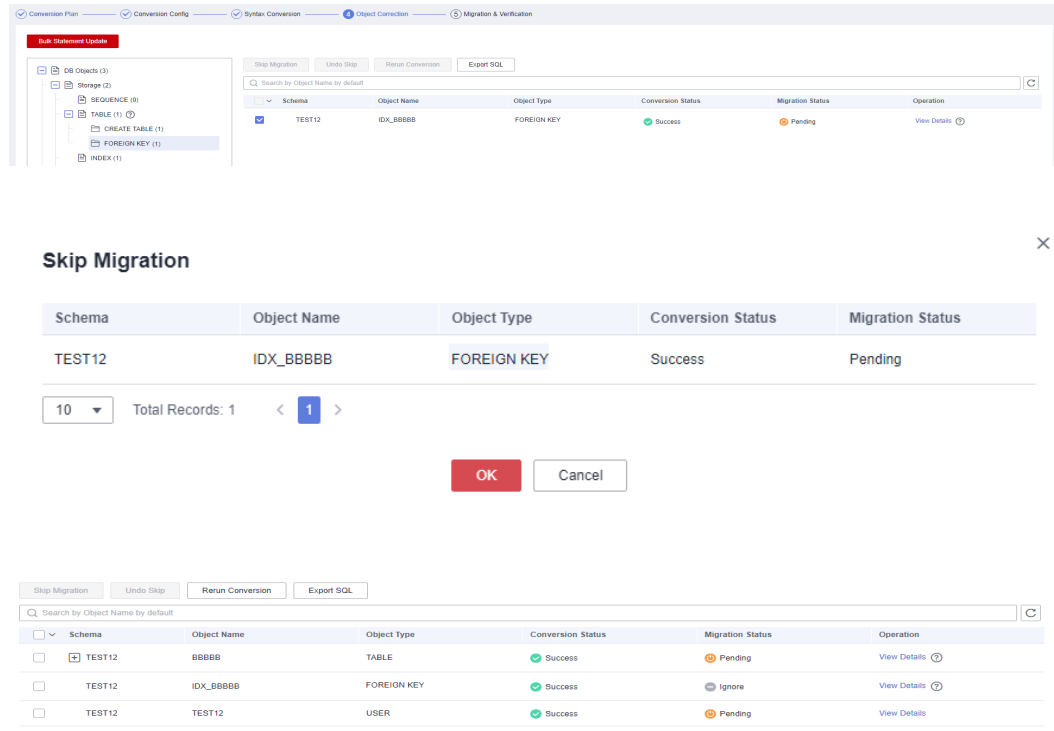 Conversion Plan Conversion Config Syntax Conversion 4 Object Correction 5 Migration & Verification
Bulk Statement Update
DB Objects (3)
Storage (2)
SEQUENCE (0)
TABLE (1)
CREATE TABLE (1)
FOREIGN KEY (1)
INDEX (1)
Skip Migration Undo Skip Rerun Conversion Export SQL
Search by Object Name by default
Schema Object Name Object Type Conversion Status Migration Status Operation
TEST12 IDX_BBBBB FOREIGN KEY Success Pending View Details ?
Skip Migration
Schema Object Name Object Type Conversion Status Migration Status
TEST12 IDX_BBBBB FOREIGN KEY Success Pending
10 Total Records: 1 < 1 >
OK Cancel
Skip Migration Undo Skip Rerun Conversion Export SQL
Search by Object Name by default
Schema Object Name Object Type Conversion Status Migration Status Operation
TEST12 BBBBB TABLE Success Pending View Details ?
TEST12 IDX_BBBBB FOREIGN KEY Success Ignore View Details ?
TEST12 TEST12 USER Success Pending View Details